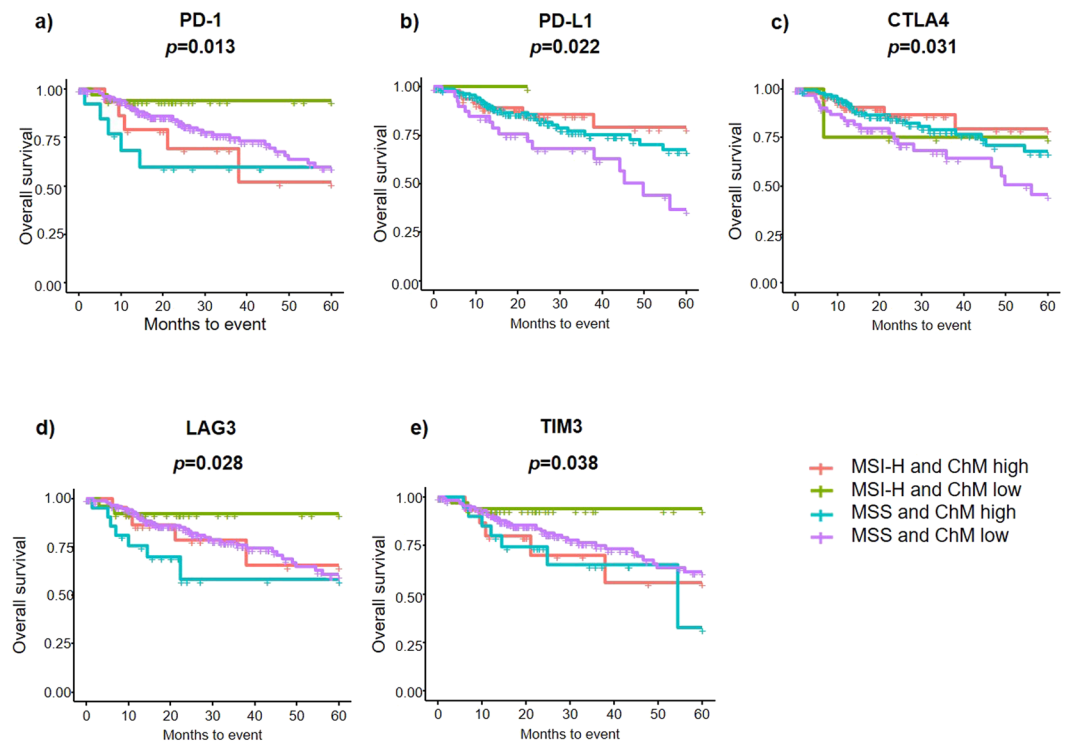 a)
PD-1
p=0.013
1.00
0.75
0.50
0.25
0.00
Overall survival
0 10 20 30 40 50 60
Months to event
b)
PD-L1
p=0.022
1.00
0.75
0.50
0.25
0.00
Overall survival
0 10 20 30 40 50 60
Months to event
c)
CTLA4
p=0.031
1.00
0.75
0.50
0.25
0.00
Overall survival
0 10 20 30 40 50 60
Months to event
d)
LAG3
p=0.028
1.00
0.75
0.50
0.25
0.00
Overall survival
0 10 20 30 40 50 60
Months to event
e)
TIM3
p=0.038
1.00
0.75
0.50
0.25
0.00
Overall survival
0 10 20 30 40 50 60
Months to event
MSI-H and ChM high
MSI-H and ChM low
MSS and ChM high
MSS and ChM low